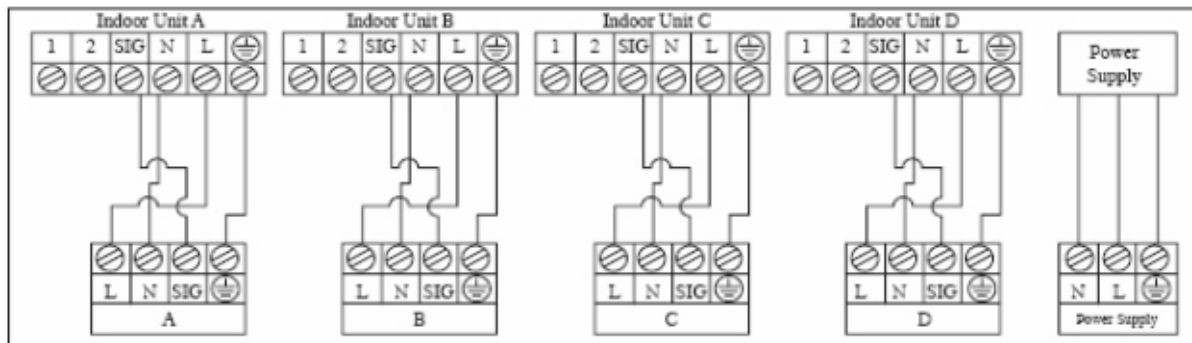 Indoor Unit A Indoor Unit B Indoor Unit C Indoor Unit D
1 2 SIG N L 1 2 SIG N L 1 2 SIG N L 1 2 SIG N L
Power
Supply
L N SIG L N SIG L N SIG L N SIG N L
A B C D Power Supply